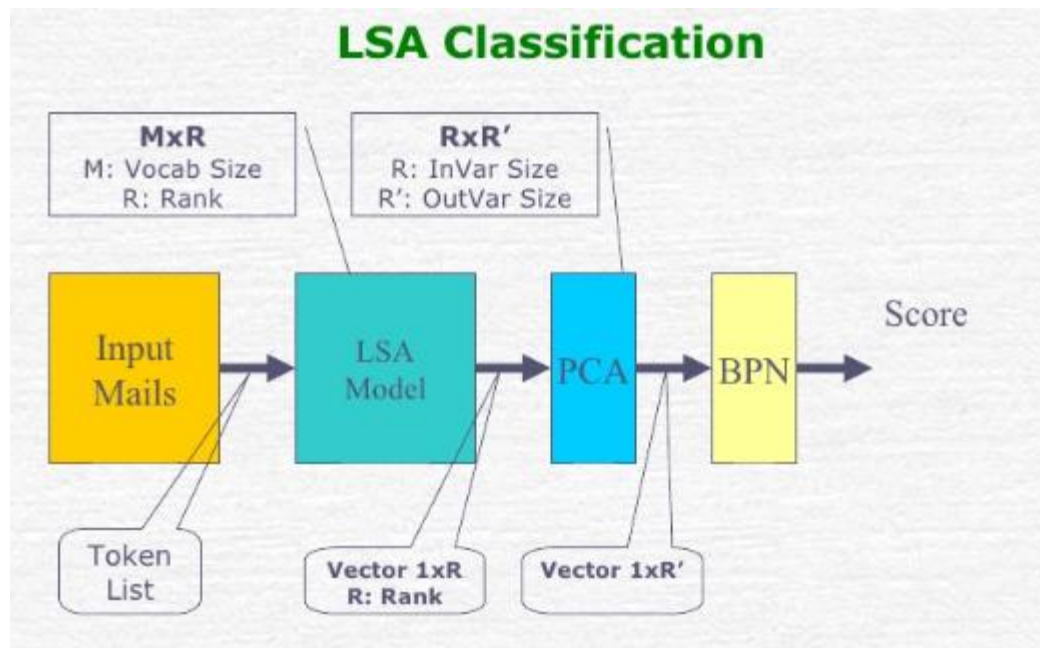 LSA Classification
MxR
M: Vocab Size
R: Rank
RxR’
R: InVar Size
R’: OutVar Size
Input
Mails
LSA
Model
PCA
BPN
Score
Token
List
Vector 1xR
R: Rank
Vector 1xR’